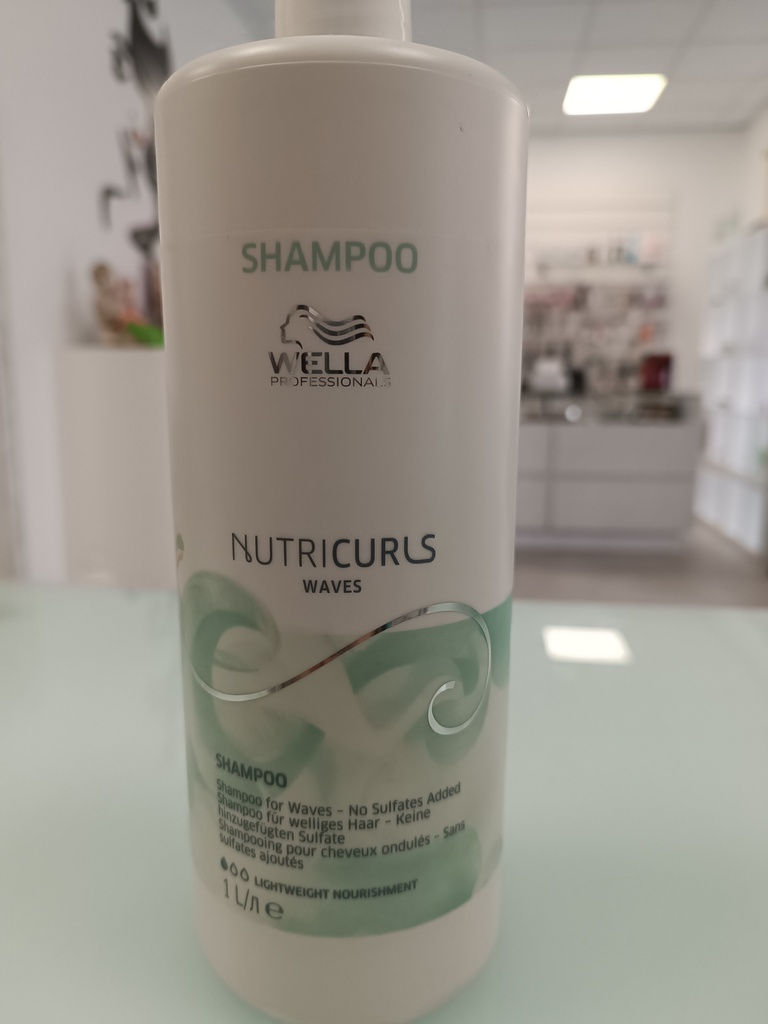 SHAMPOO
WELLA
PROFESSIONALS
NUTRICURLS
WAVES
SHAMPOO
Shampoo for Waves – No Sulfates Added
Shampoo für welliges Haar – Keine
hinzugefügten Sulfate
Shampooing pour cheveux ondulés – Sans
sulfates ajoutés
LIGHTWEIGHT NOURISHMENT
1 L/л ℮